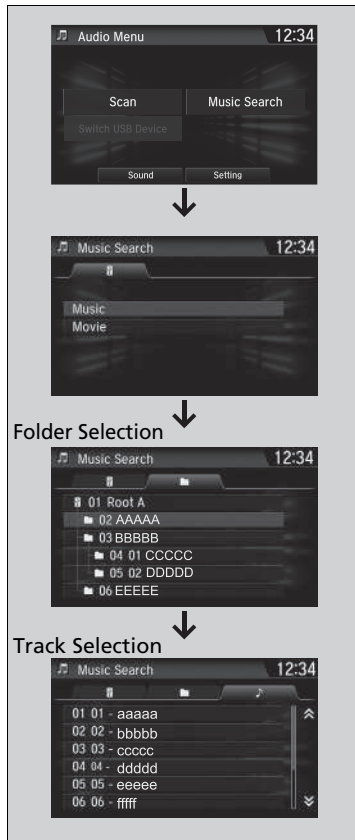 Audio Menu 12:34
Scan Music Search
Switch USB Device
Sound Setting
Music Search 12:34
Music
Movie
Folder Selection
Music Search 12:34
01 Root A
02 AAAAA
03 BBBBB
04 01 CCCCC
05 02 DDDDD
06 EEEEE
Track Selection
Music Search 12:34
01 01 - aaaaa
02 02 - bbbbb
03 03 - ccccc
04 04 - ddddd
05 05 - eeeee
06 06 - fffff